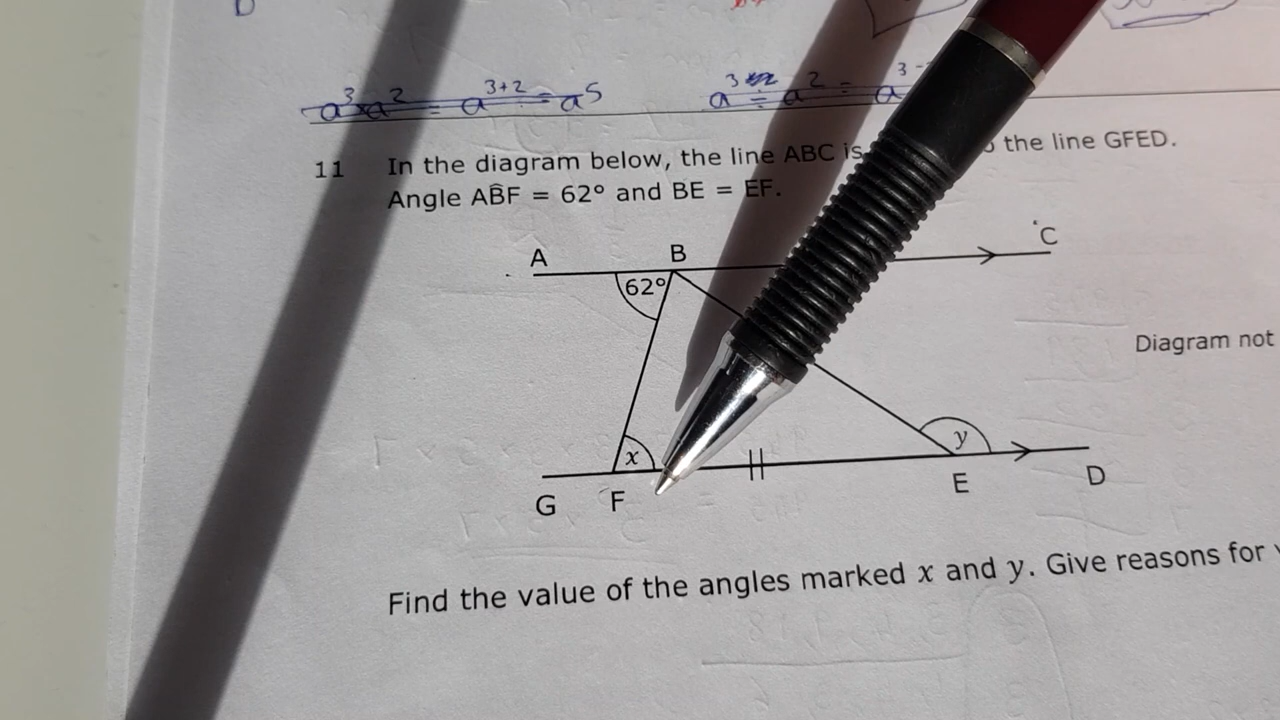 D
a³×a² = a³⁺² = a⁵ a³ ÷ a² = a³⁻
11 In the diagram below, the line ABC is the line GFED.
Angle AB̂F = 62° and BE = EF.
A B C
62°
Diagram not
x y
G F E D
Find the value of the angles marked x and y. Give reasons for